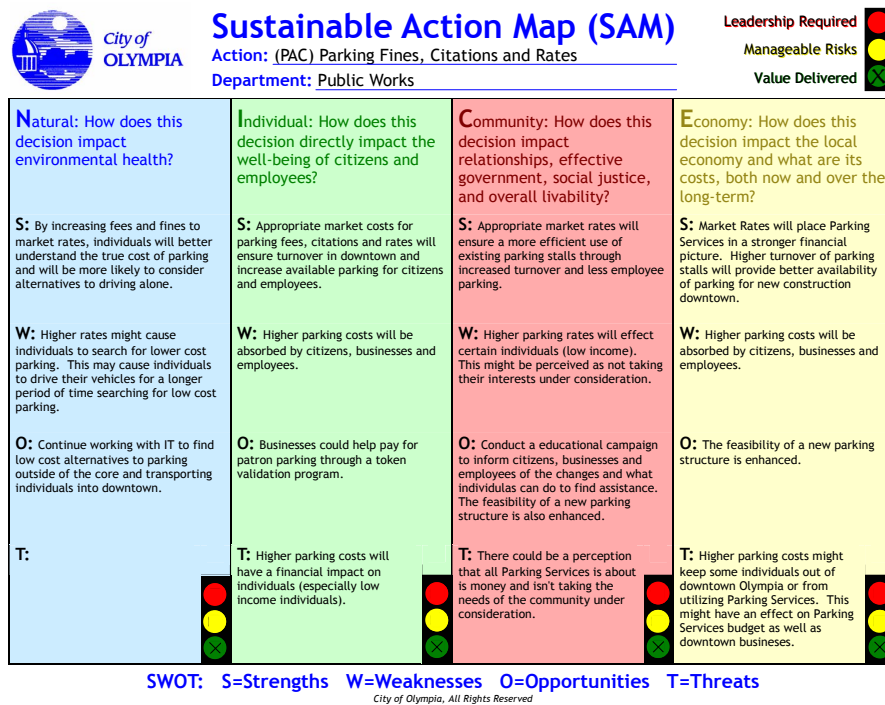 City of
OLYMPIA
Sustainable Action Map (SAM)
Action: (PAC) Parking Fines, Citations and Rates
Department: Public Works
Leadership Required
Manageable Risks
Value Delivered
Natural: How does this
decision impact
environmental health?
S: By increasing fees and fines to
market rates, individuals will better
understand the true cost of parking
and will be more likely to consider
alternatives to driving alone.
W: Higher rates might cause
individuals to search for lower cost
parking. This may cause individuals
to drive their vehicles for a longer
period of time searching for low cost
parking.
O: Continue working with IT to find
low cost alternatives to parking
outside of the core and transporting
individuals into downtown.
T:
Individual: How does this
decision directly impact the
well-being of citizens and
employees?
S: Appropriate market costs for
parking fees, citations and rates will
ensure turnover in downtown and
increase available parking for citizens
and employees.
W: Higher parking costs will be
absorbed by citizens, businesses and
employees.
O: Businesses could help pay for
patron parking through a token
validation program.
T: Higher parking costs will
have a financial impact on
individuals (especially low
income individuals).
Community: How does this
decision impact
relationships, effective
government, social justice,
and overall livability?
S: Appropriate market rates will
ensure a more efficient use of
existing parking stalls through
increased turnover and less employee
parking.
W: Higher parking rates will effect
certain individuals (low income).
This might be perceived as not taking
their interests under consideration.
O: Conduct a educational campaign
to inform citizens, businesses and
employees of the changes and what
individulas can do to find assistance.
The feasibility of a new parking
structure is also enhanced.
T: There could be a perception
that all Parking Services is about
is money and isn't taking the
needs of the community under
consideration.
Economy: How does this
decision impact the local
economy and what are its
costs, both now and over the
long-term?
S: Market Rates will place Parking
Services in a stronger financial
picture. Higher turnover of parking
stalls will provide better availability
of parking for new construction
downtown.
W: Higher parking costs will be
absorbed by citizens, businesses and
employees.
O: The feasibility of a new parking
structure is enhanced.
T: Higher parking costs might
keep some individuals out of
downtown Olympia or from
utilizing Parking Services. This
might have an effect on Parking
Services budget as well as
downtown busineses.
SWOT: S=Strengths W=Weaknesses O=Opportunities T=Threats
City of Olympia, All Rights Reserved